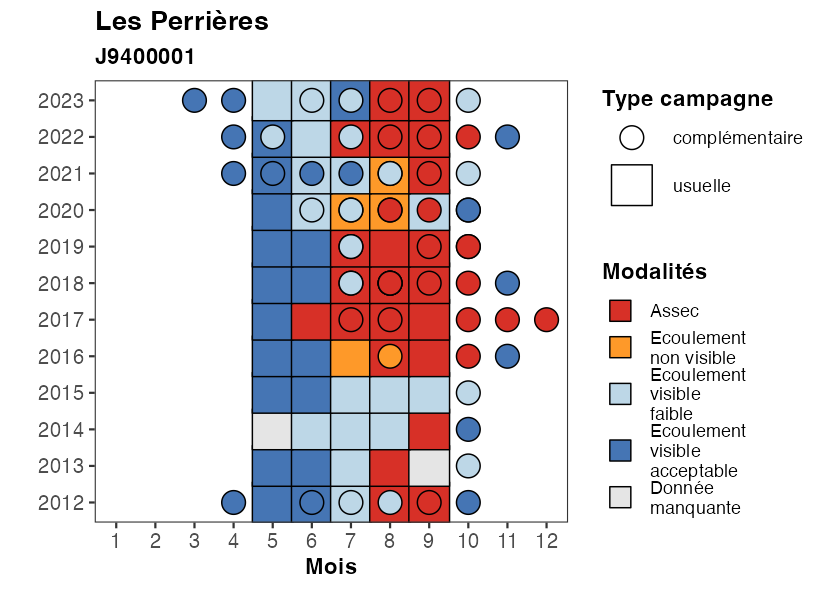 Les Perrières
J9400001
2023
2022
2021
2020
2019
2018
2017
2016
2015
2014
2013
2012
1 2 3 4 5 6 7 8 9 10 11 12
Mois
Type campagne
complémentaire
usuelle
Modalités
Assec
Ecoulement
non visible
Ecoulement
visible
faible
Ecoulement
visible
acceptable
Donnée
manquante